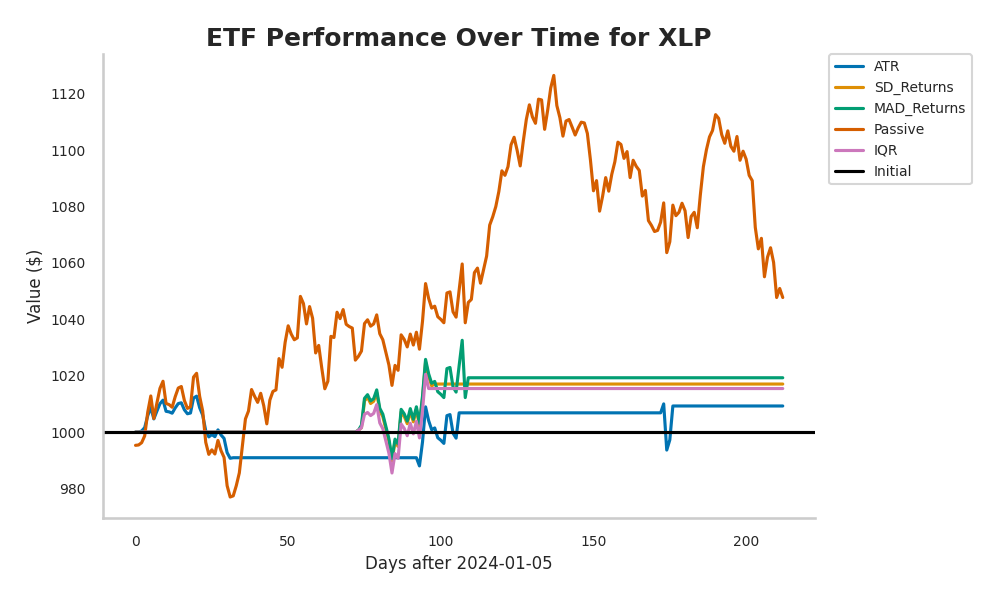 ETF Performance Over Time for XLP
Value ($)
1120
1100
1080
1060
1040
1020
1000
980
0 50 100 150 200
Days after 2024-01-05
ATR
SD_Returns
MAD_Returns
Passive
IQR
Initial